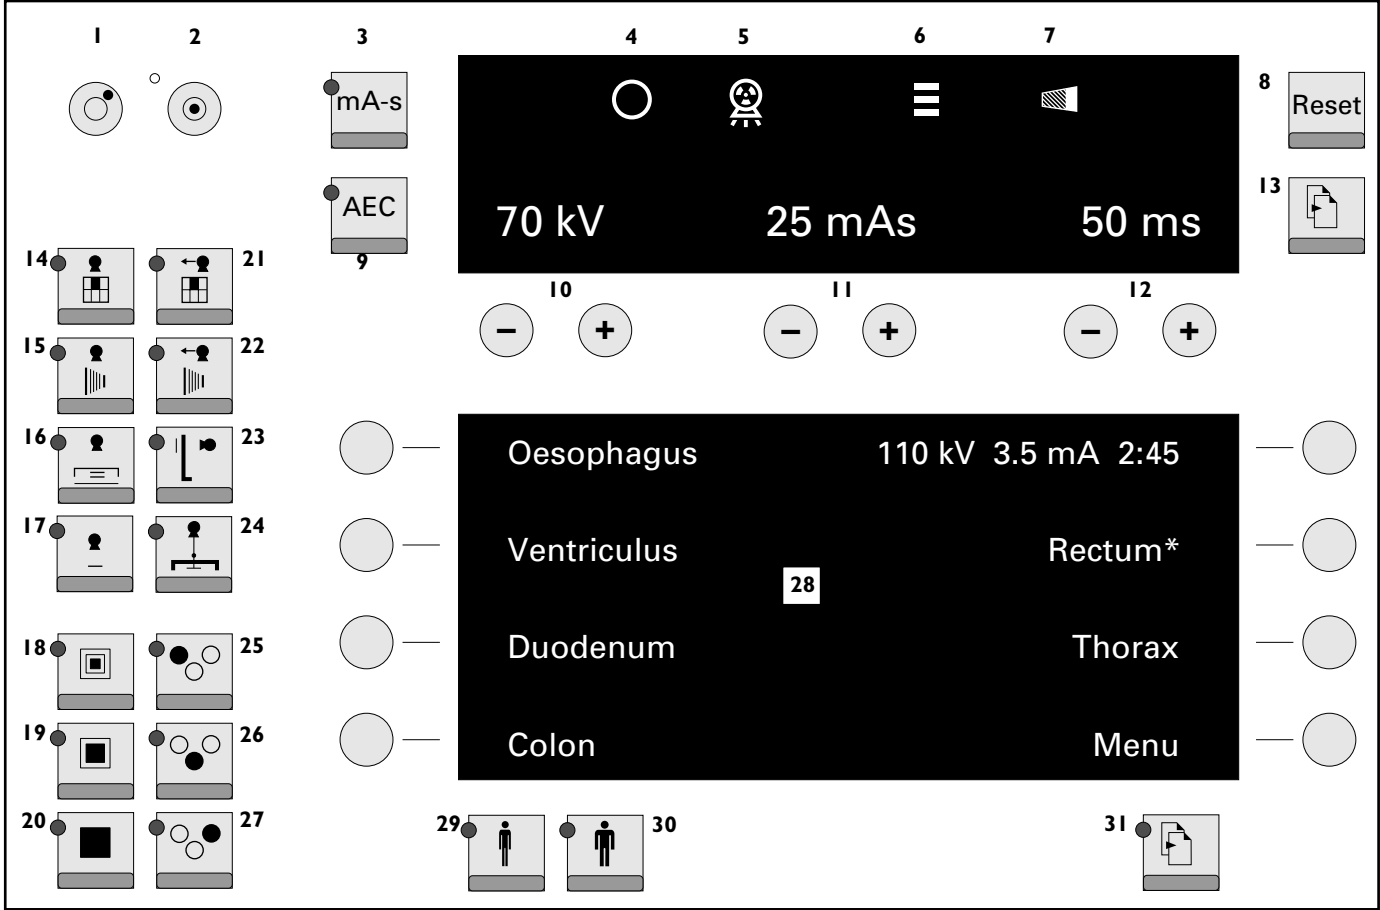 1 2 3 4 5 6 7
8
mA-s
Reset
13
AEC
70 kV 25 mAs 50 ms
14 21 9
10 11 12
− + − + − +
15 22
16 23
Oesophagus 110 kV 3.5 mA 2:45
17 24
Ventriculus Rectum*
28
18 25
Duodenum Thorax
19 26
Colon Menu
20 27 29 30 31